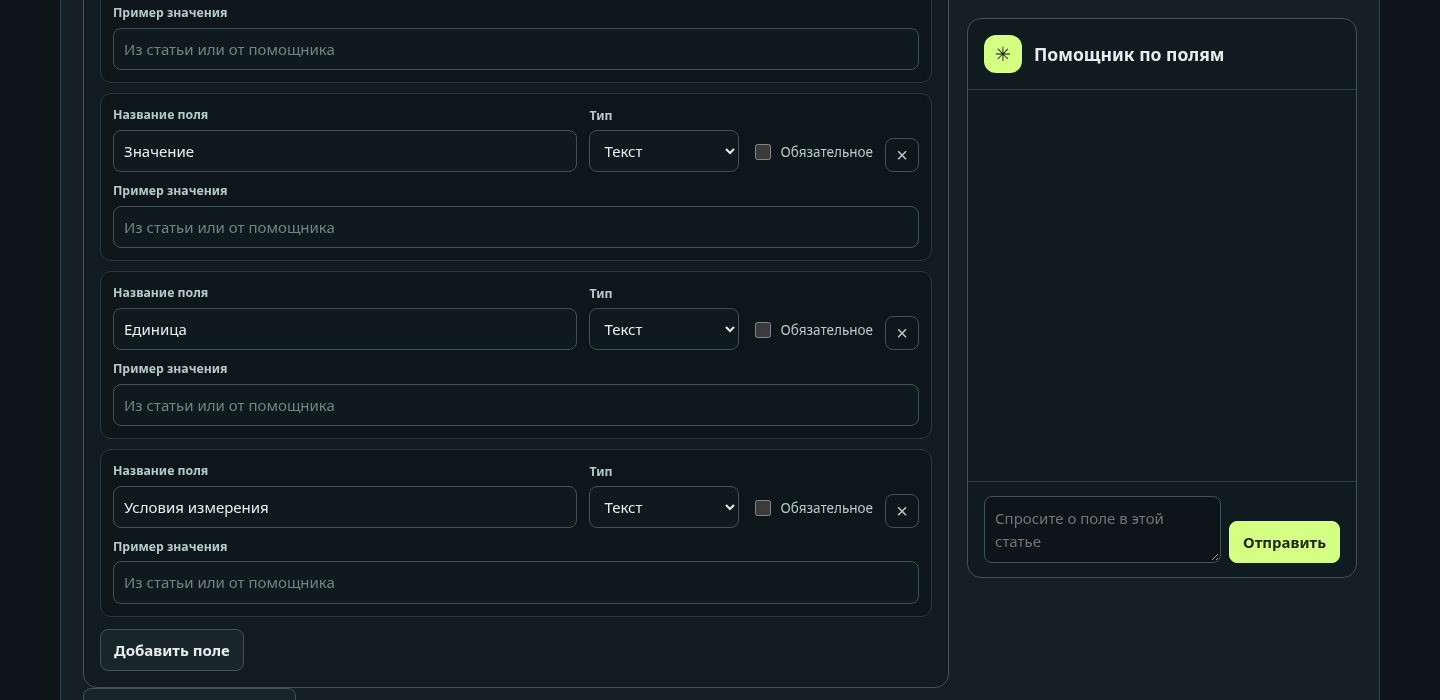 Пример значения
Из статьи или от помощника
Название поля
Тип
Значение
Текст
Обязательное
×
Пример значения
Из статьи или от помощника
Название поля
Тип
Единица
Текст
Обязательное
×
Пример значения
Из статьи или от помощника
Название поля
Тип
Условия измерения
Текст
Обязательное
×
Пример значения
Из статьи или от помощника
Добавить поле
Помощник по полям
Спросите о поле в этой
статье
Отправить